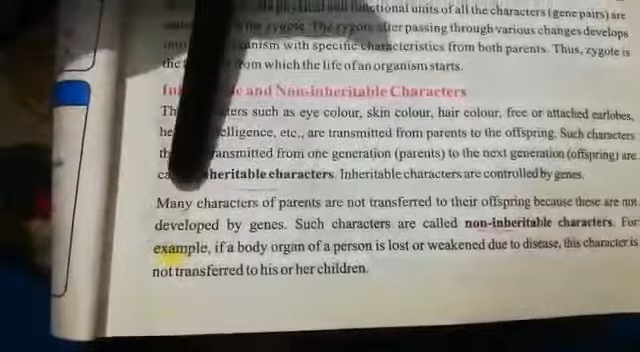 functional units of all the characters (gene pairs) are
zygote. The zygote after passing through various changes develops
with specific characteristics from both parents. Thus, zygote is
the from which the life of an organism starts.
and Non-inheritable Characters
such as eye colour, skin colour, hair colour, free or attached earlobes,
etc., are transmitted from parents to the offspring. Such characters
from one generation (parents) to the next generation (offspring) are
characters. Inheritable characters are controlled by genes.
Many characters of parents are not transferred to their offspring because these are not
developed by genes. Such characters are called non-inheritable characters. For
example, if a body organ of a person is lost or weakened due to disease, this character is
not transferred to his or her children.